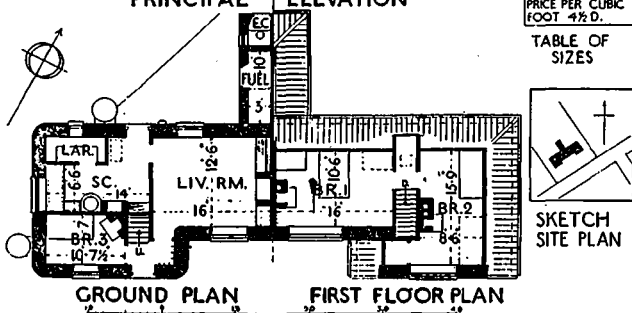 PRINCIPAL ELEVATION
PRICE PER CUBIC
FOOT 4½D.
TABLE OF
SIZES
E.C
FUEL
10
3
LAR.
SC.
14
6-6
LIV. RM.
12-6
16
BR.3
10-7½
BR.1
10-6
16
BR.2
15-9
8-6
SKETCH
SITE PLAN
GROUND PLAN
FIRST FLOOR PLAN